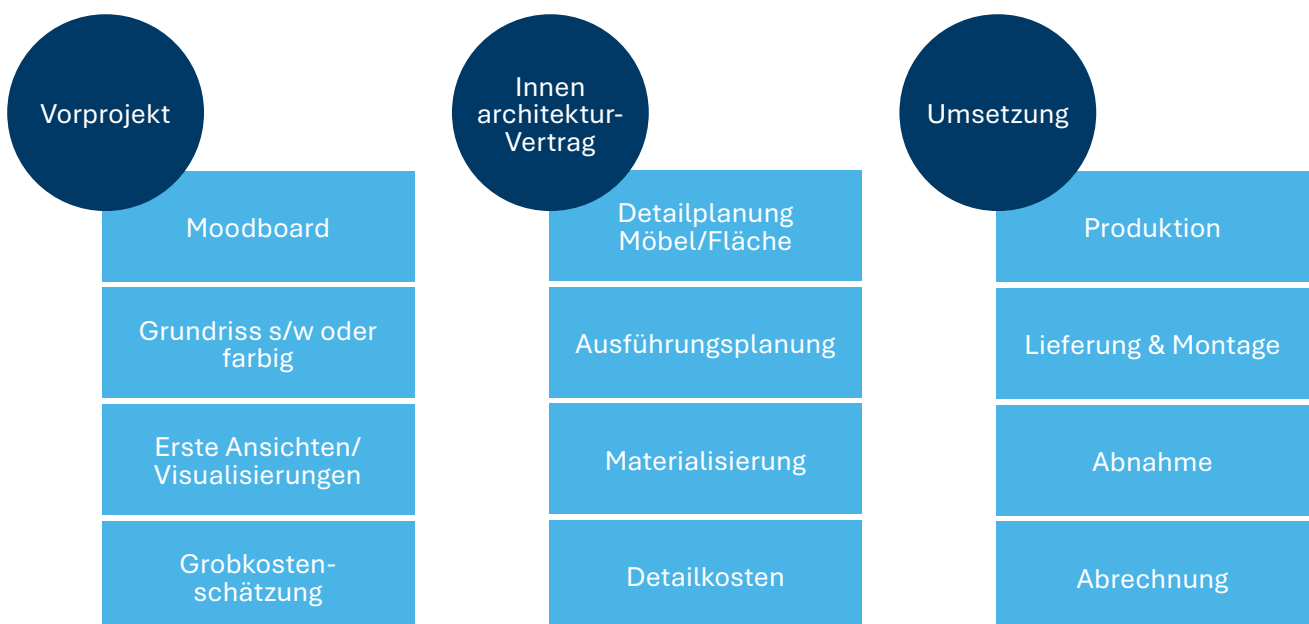 Vorprojekt
Moodboard
Grundriss s/w oder
farbig
Erste Ansichten/
Visualisierungen
Grobkosten-
schätzung
Innen
architektur-
Vertrag
Detailplanung
Möbel/Fläche
Ausführungsplanung
Materialisierung
Detailkosten
Umsetzung
Produktion
Lieferung & Montage
Abnahme
Abrechnung